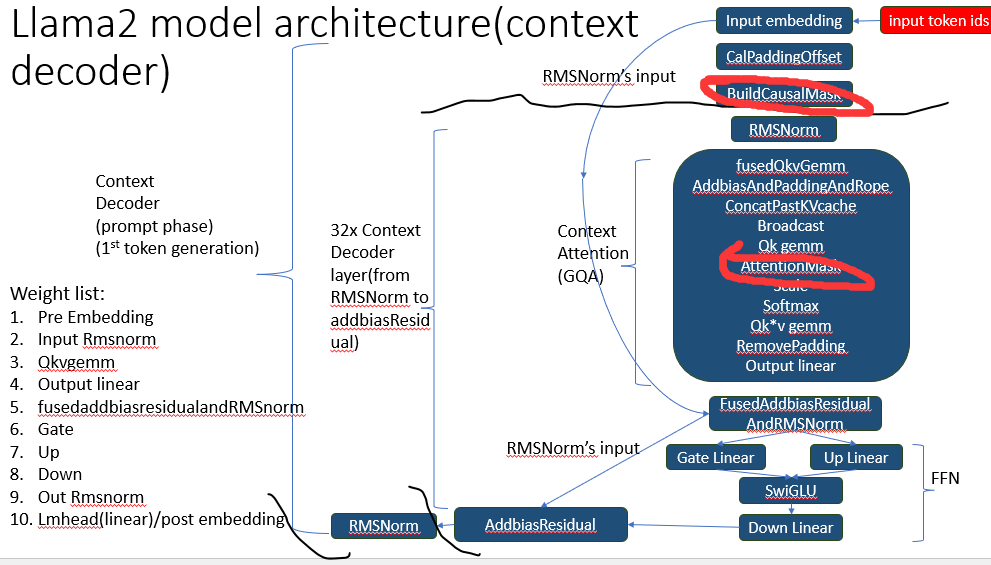 Llama2 model architecture(context
decoder)
Input embedding
input token ids
CalPaddingOffset
RMSNorm's input
BuildCausalMask
RMSNorm
Context
Decoder
(prompt phase)
(1st token generation)
32x Context
Decoder
layer(from
RMSNorm to
addbiasResid
ual)
Context
Attention
(GQA)
fusedQkvGemm
AddbiasAndPaddingAndRope
ConcatPastKVcache
Broadcast
Qk gemm
AttentionMask
Scale
Softmax
Qk*v gemm
RemovePadding
Output linear
Weight list:
1. Pre Embedding
2. Input Rmsnorm
3. Qkvgemm
4. Output linear
5. fusedaddbiasresidualandRMSnorm
6. Gate
7. Up
8. Down
9. Out Rmsnorm
10. Lmhead(linear)/post embedding
FusedAddbiasResidual
AndRMSNorm
RMSNorm's input
Gate Linear
Up Linear
FFN
SwiGLU
Down Linear
AddbiasResidual
RMSNorm